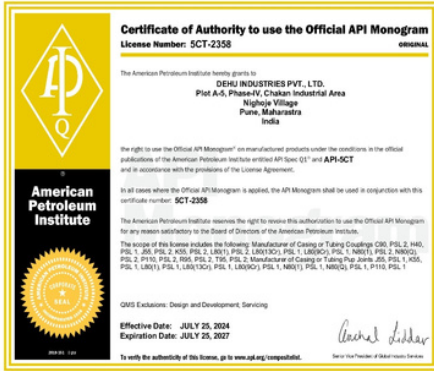 Certificate of Authority to use the Official API Monogram
License Number: 5CT-2358
ORIGINAL
The American Petroleum Institute hereby grants to
DEHU INDUSTRIES PVT., LTD.
Plot A-5, Phase-IV, Chakan Industrial Area
Nighoje Village
Pune, Maharastra
India
the right to use the Official API Monogram® on manufactured products under the conditions in the official
publications of the American Petroleum Institute entitled API Spec Q1® and API-5CT
and in accordance with the provisions of the License Agreement.
In all cases where the Official API Monogram is applied, the API Monogram shall be used in conjunction with this
certificate number: 5CT-2358
The American Petroleum Institute reserves the right to revoke this authorization to use the Official API Monogram
for any reason satisfactory to the Board of Directors of the American Petroleum Institute.
The scope of this license includes the following: Manufacturer of Casing or Tubing Couplings C90, PSL 2, H40,
PSL 1, J55, PSL 2, K55, PSL 2, L80(1), PSL 2, L80(13Cr), PSL 1, L80(9Cr), PSL 1, N80(1), PSL 2, N80(Q),
PSL 2, P110, PSL 2, R95, PSL 2, T95, PSL 2; Manufacturer of Casing or Tubing Pup Joints J55, PSL 1, K55,
PSL 1, L80(1), PSL 1, L80(13Cr), PSL 1, L80(9Cr), PSL 1, N80(1), PSL 1, N80(Q), PSL 1, P110, PSL 1
QMS Exclusions: Design and Development, Servicing
Effective Date: JULY 25, 2024
Expiration Date: JULY 25, 2027
To verify the authenticity of this license, go to www.api.org/compositelist.
Senior Vice President of Global Industry Services
API
Q
®
American
Petroleum
Institute
CORPORATE
SEAL